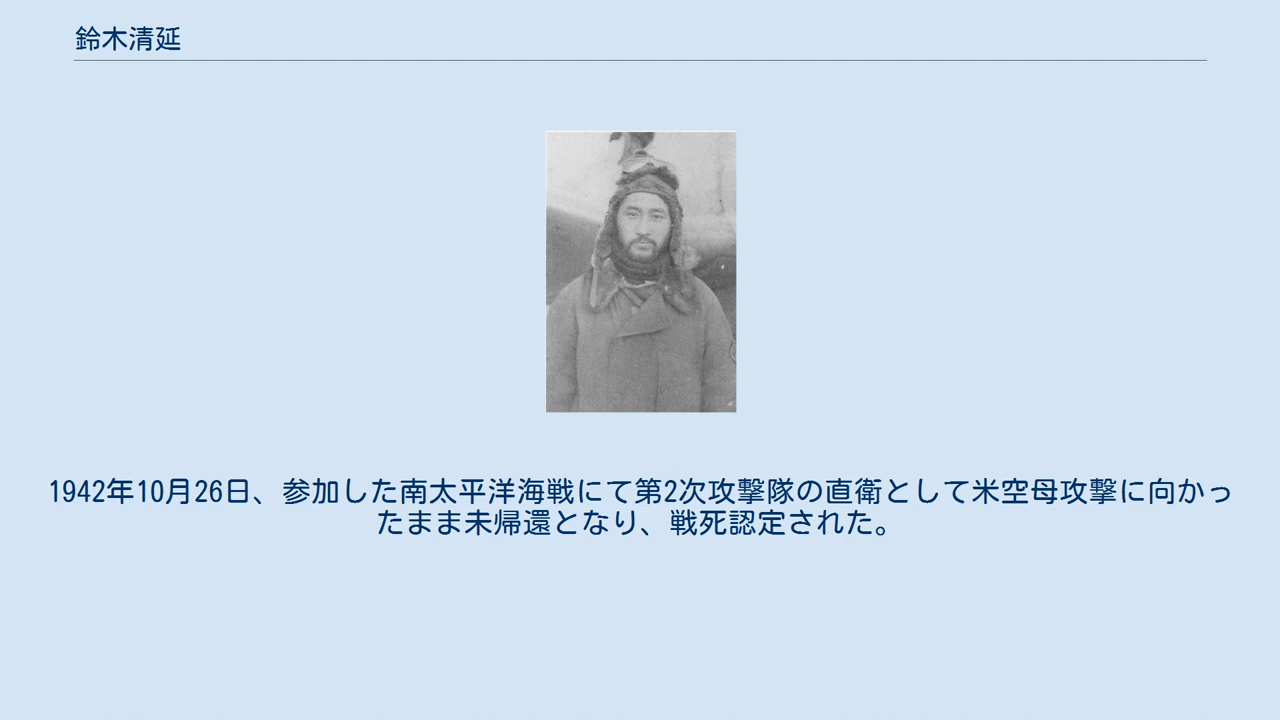 鈴木清延
1942年10月26日、参加した南太平洋海戦にて第2次攻撃隊の直衛として米空母攻撃に向かっ
たまま未帰還となり、戦死認定された。